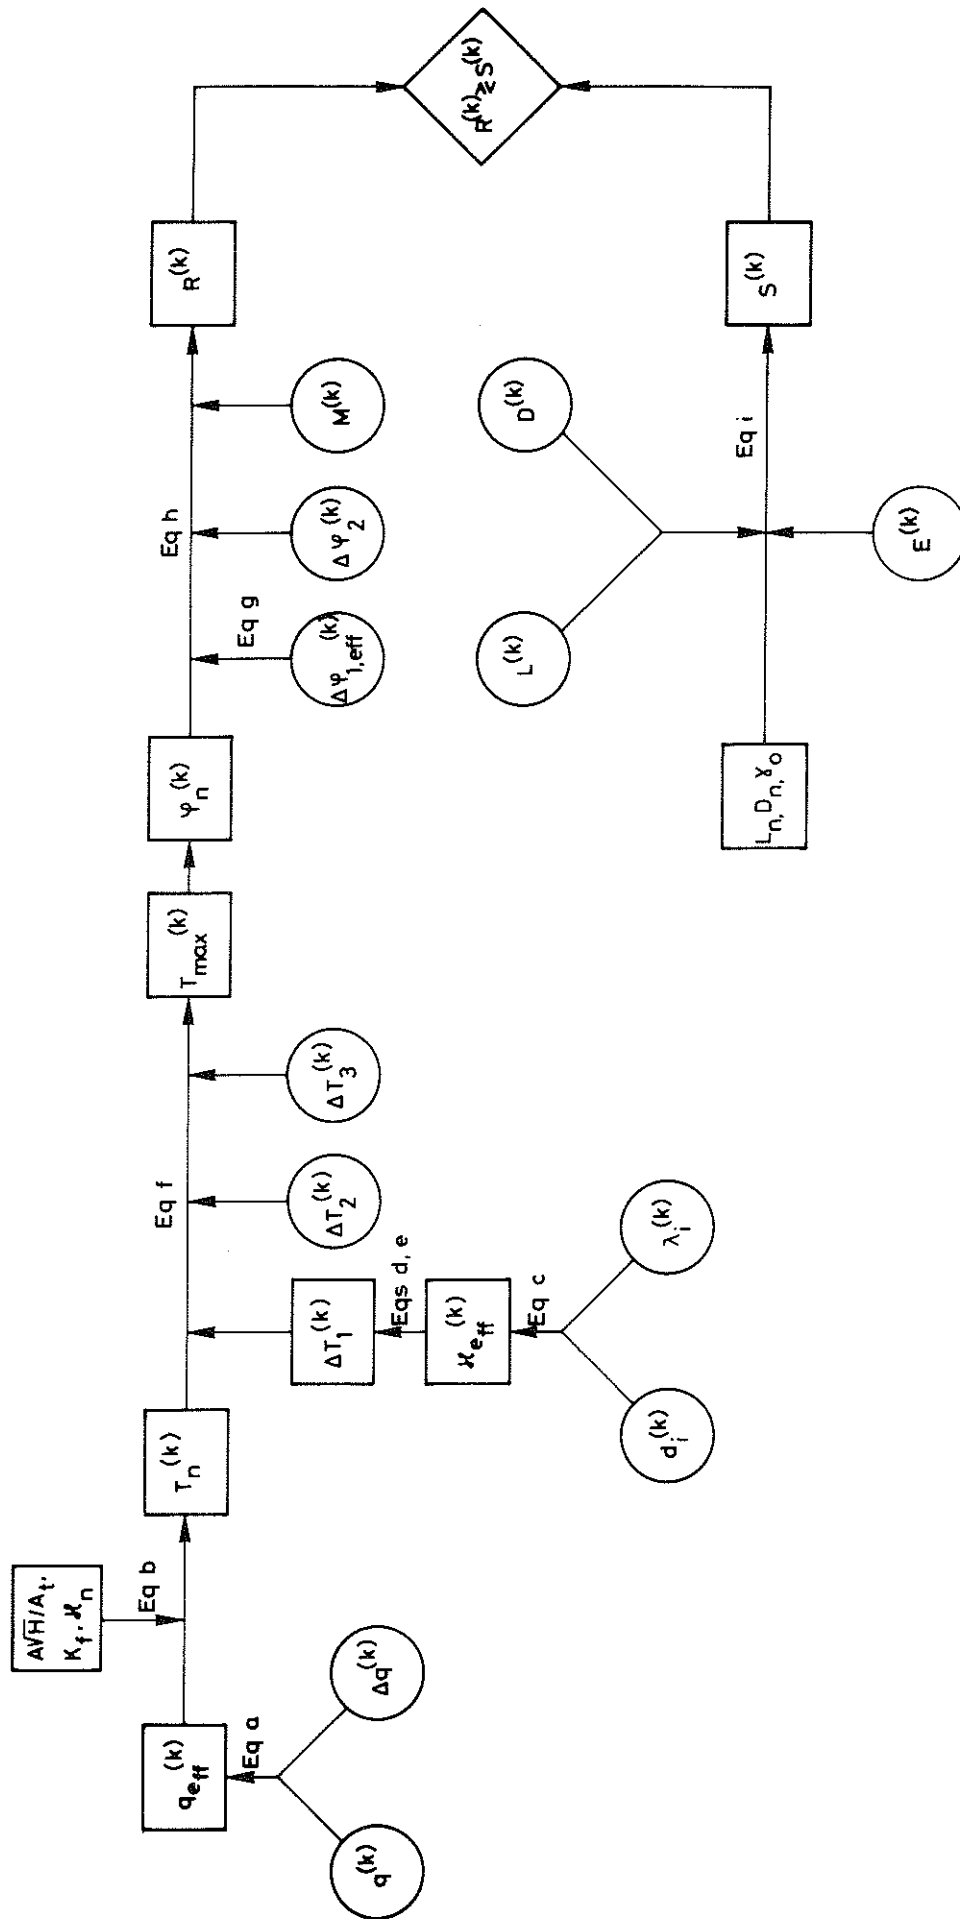 A√H/A_t,
K_f, ϰ_n
Eq b
q_eff^(k)
Eq a
q^(k)
Δq^(k)
T_n^(k)
Eq f
ΔT_1^(k)
Eqs d, e
ϰ_eff^(k)
Eq c
d_i^(k)
λ_i^(k)
ΔT_2^(k)
ΔT_3^(k)
T_max^(k)
φ_n^(k)
Eq g
Eq h
Δφ_1,eff^(k)
Δφ_2^(k)
M^(k)
R^(k)
R^(k) ≷ S^(k)
L^(k)
D^(k)
L_n, D_n, γ_o
Eq i
E^(k)
S^(k)